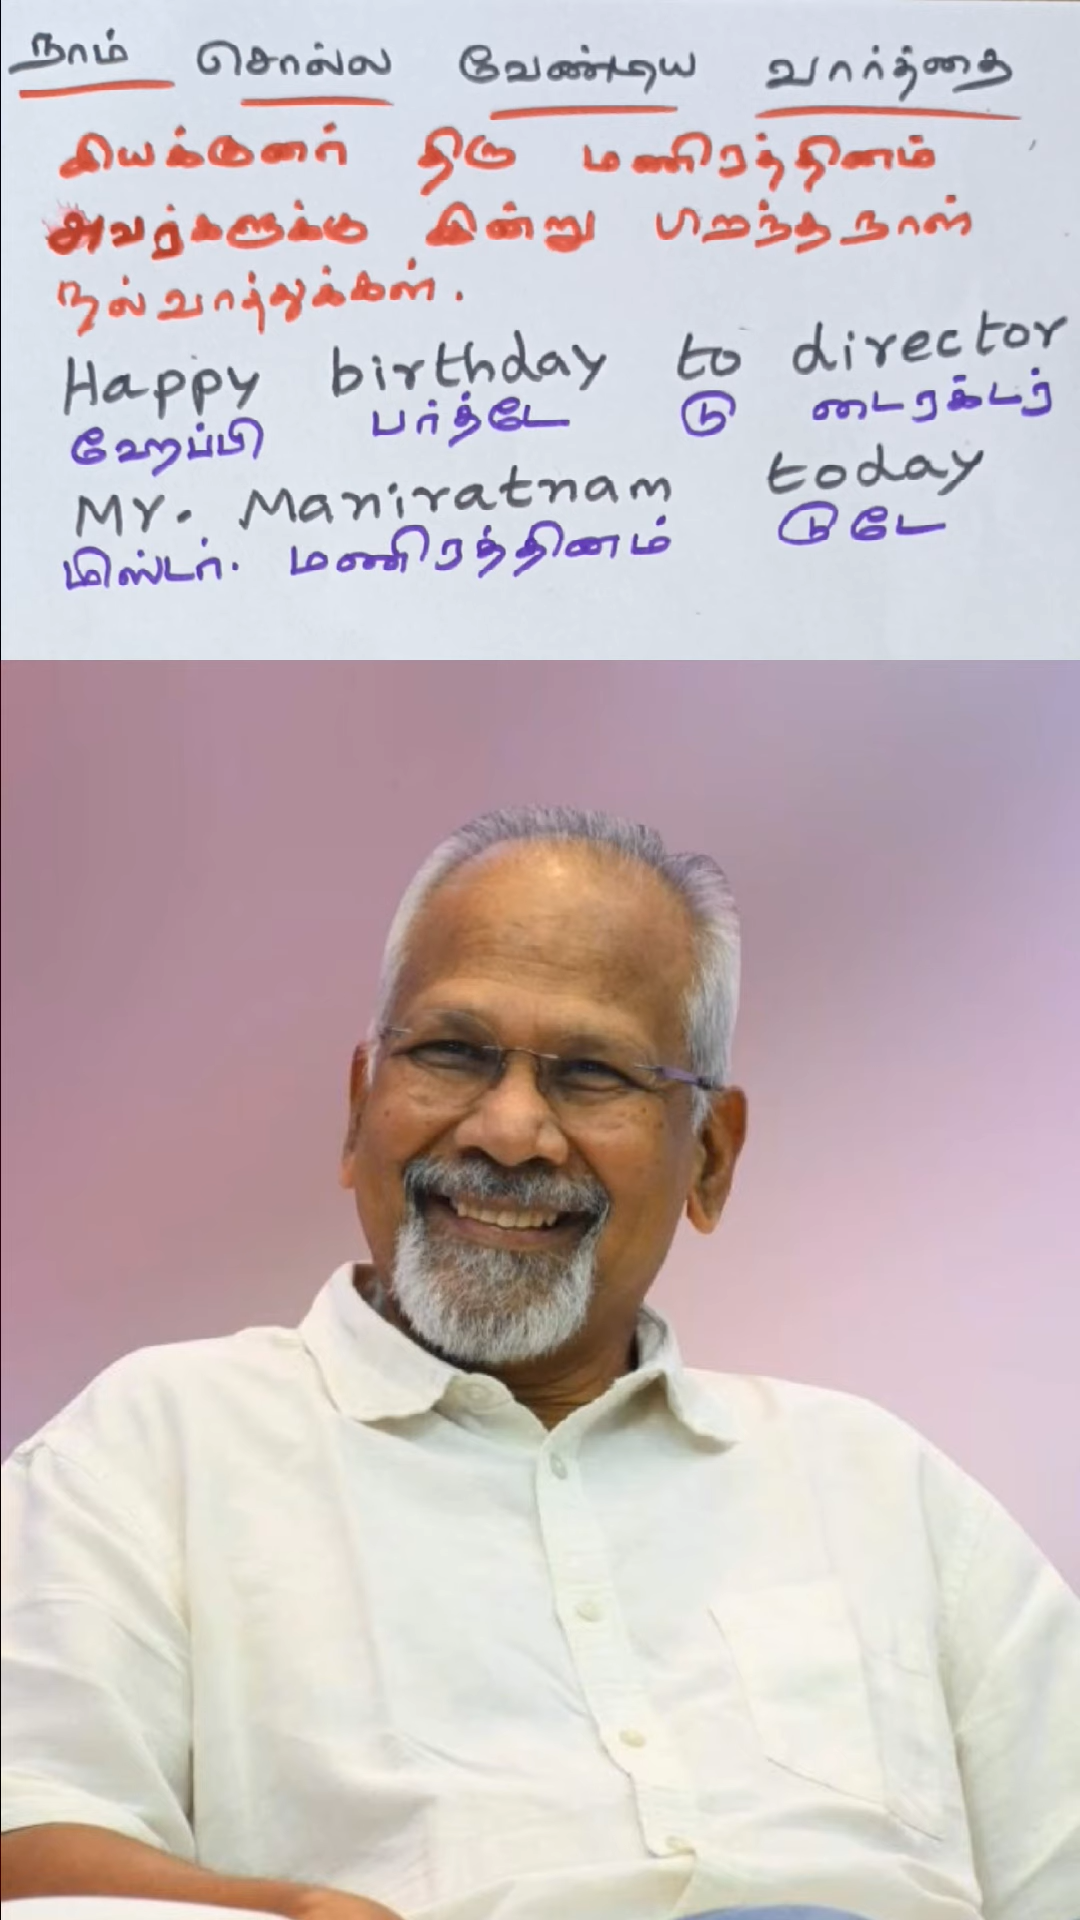 நாம் சொல்ல வேண்டிய வார்த்தை
இயக்குனர் திரு மணிரத்தினம்
அவர்களுக்கு இன்று பிறந்தநாள்
நல்வாத்துக்கள்.
Happy birthday to director
ஹேப்பி பர்த்டே டு டைரக்டர்
Mr. Maniratnam today
மிஸ்டர். மணிரத்தினம் டுடே